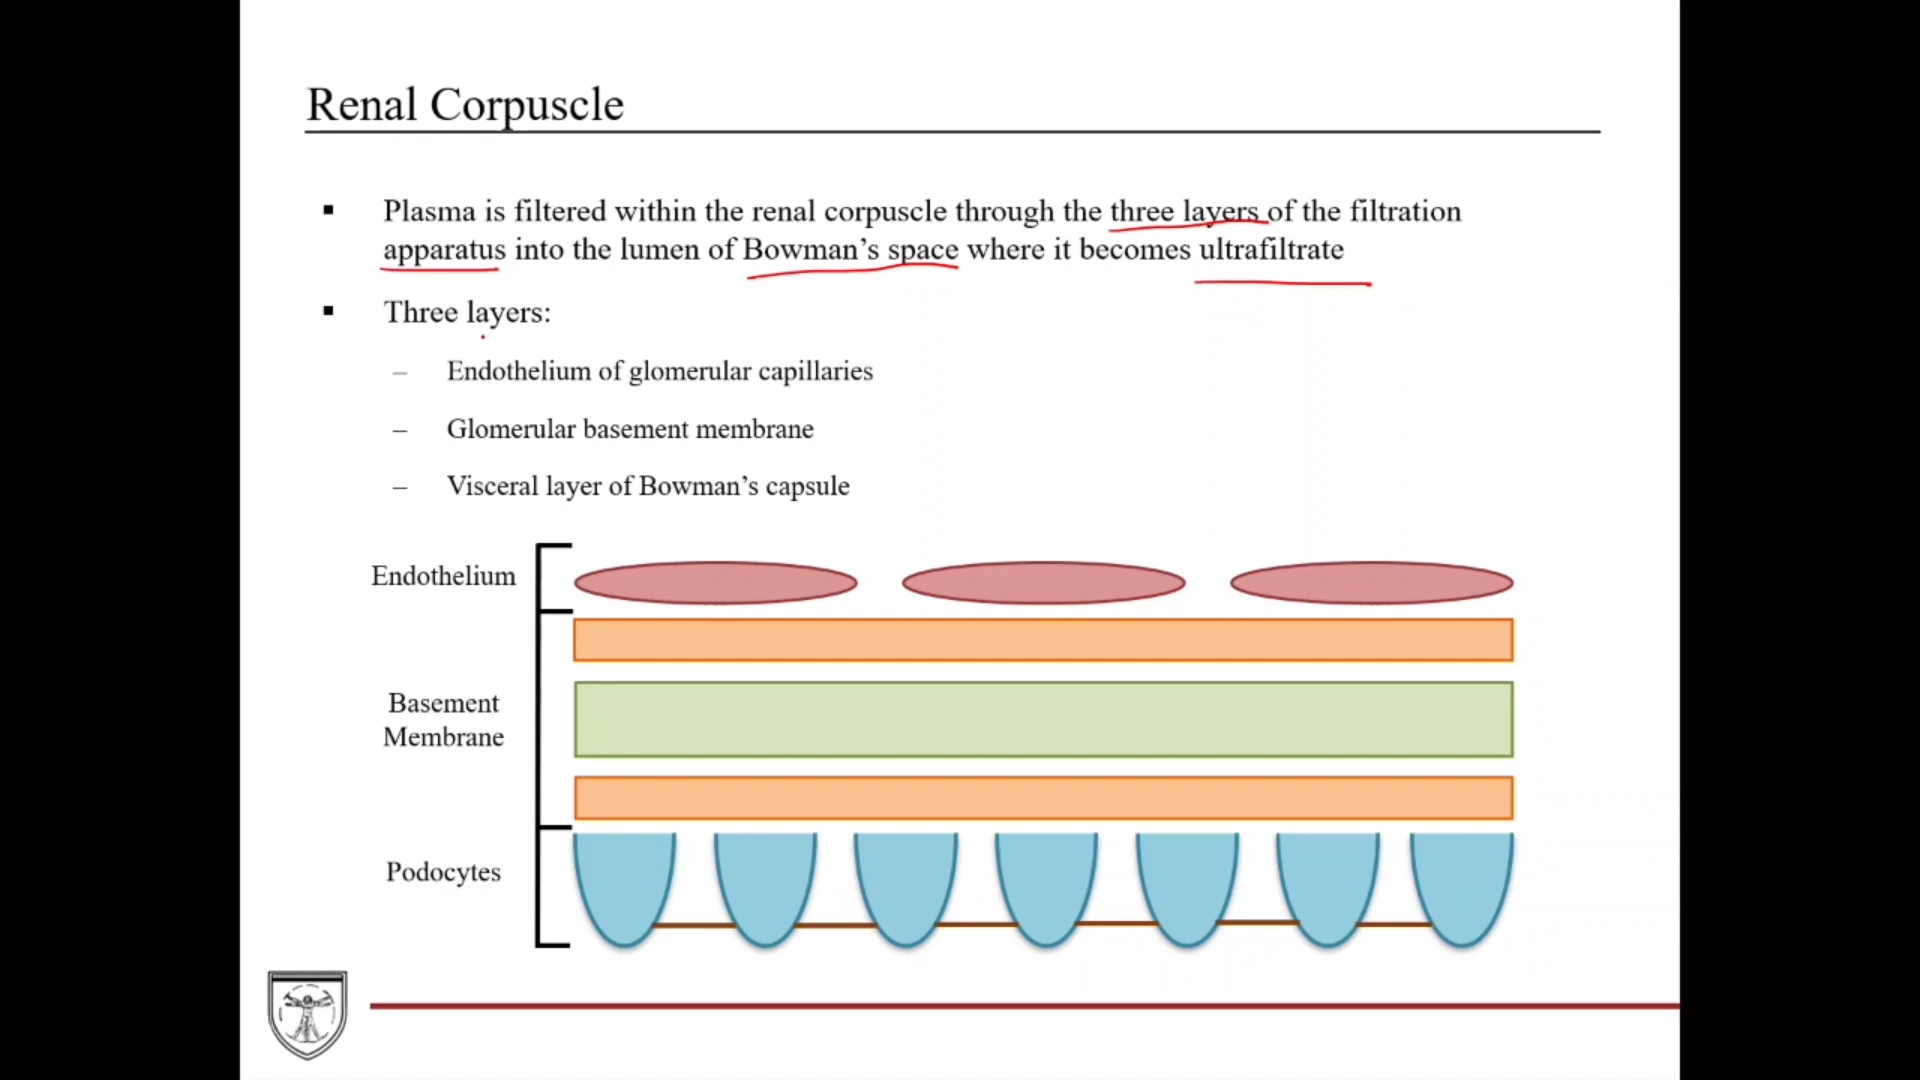 Renal Corpuscle
▪ Plasma is filtered within the renal corpuscle through the three layers of the filtration
apparatus into the lumen of Bowman’s space where it becomes ultrafiltrate
▪ Three layers:
– Endothelium of glomerular capillaries
– Glomerular basement membrane
– Visceral layer of Bowman’s capsule
Endothelium
Basement
Membrane
Podocytes